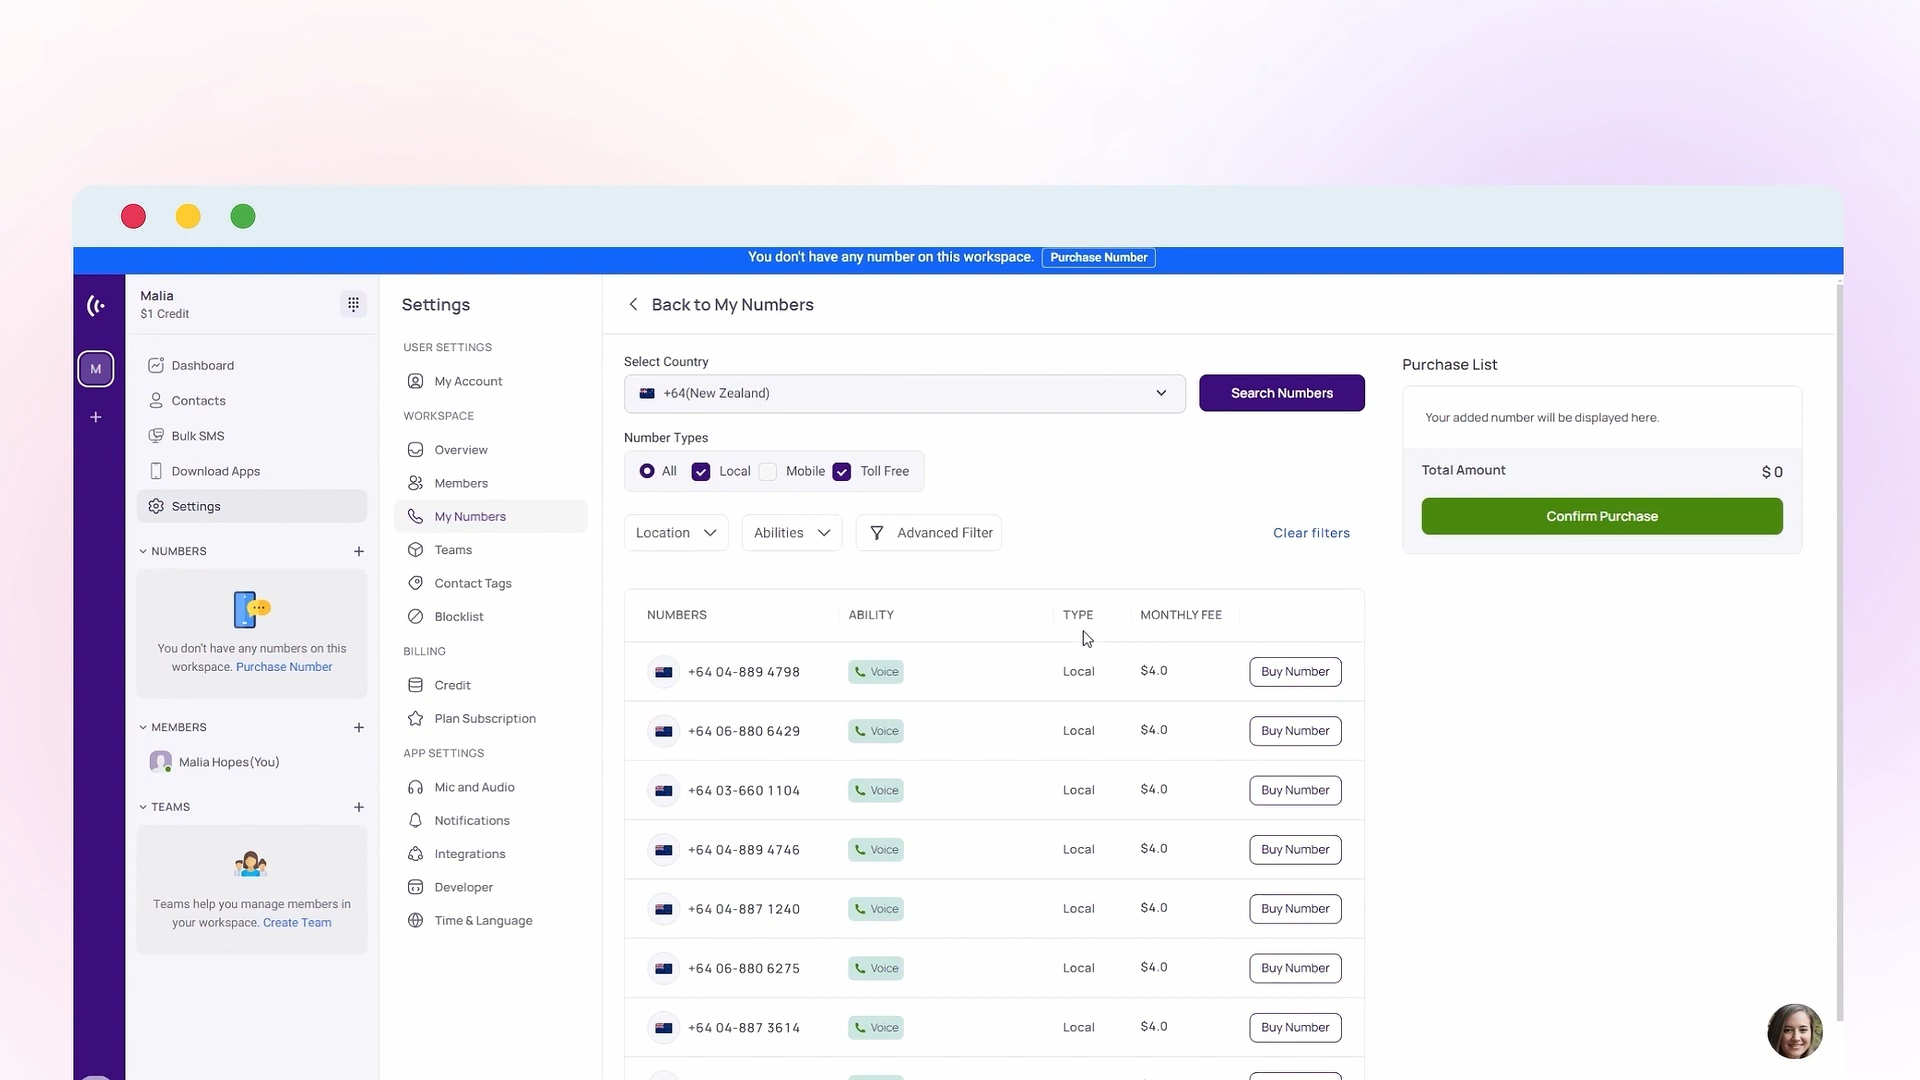 You don't have any number on this workspace. Purchase Number
Malia
$1 Credit
M
Dashboard
Contacts
Bulk SMS
Download Apps
Settings
NUMBERS
You don't have any numbers on this
workspace. Purchase Number
MEMBERS
Malia Hopes(You)
TEAMS
Teams help you manage members in
your workspace. Create Team
Settings
USER SETTINGS
My Account
WORKSPACE
Overview
Members
My Numbers
Teams
Contact Tags
Blocklist
BILLING
Credit
Plan Subscription
APP SETTINGS
Mic and Audio
Notifications
Integrations
Developer
Time & Language
Back to My Numbers
Select Country
+64(New Zealand)
Search Numbers
Number Types
All Local Mobile Toll Free
Location Abilities Advanced Filter Clear filters
NUMBERS ABILITY TYPE MONTHLY FEE
+64 04-889 4798 Voice Local $4.0 Buy Number
+64 06-880 6429 Voice Local $4.0 Buy Number
+64 03-660 1104 Voice Local $4.0 Buy Number
+64 04-889 4746 Voice Local $4.0 Buy Number
+64 04-887 1240 Voice Local $4.0 Buy Number
+64 06-880 6275 Voice Local $4.0 Buy Number
+64 04-887 3614 Voice Local $4.0 Buy Number
Purchase List
Your added number will be displayed here.
Total Amount $ 0
Confirm Purchase